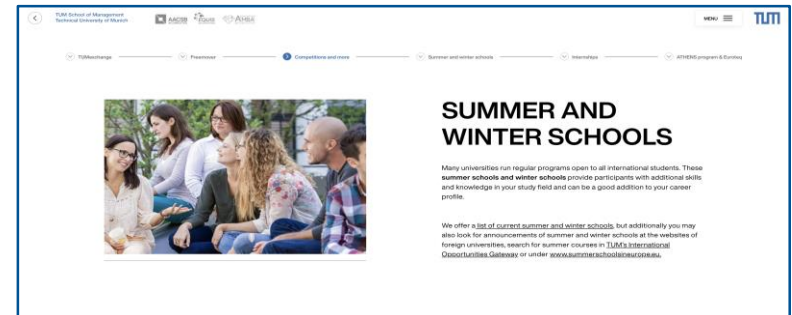 TUM School of Management
Technical University of Munich
AACSB
EQUIS
AMBA
MENU
TUM
TUMexchange
Freemover
Competitions and more
Summer and winter schools
Internships
ATHENS program & Euroteq
SUMMER AND
WINTER SCHOOLS
Many universities run regular programs open to all international students. These
summer schools and winter schools provide participants with additional skills
and knowledge in your study field and can be a good addition to your career
profile.
We offer a list of current summer and winter schools, but additionally you may
also look for announcements of summer and winter schools at the websites of
foreign universities, search for summer courses in TUM's International
Opportunities Gateway or under www.summerschoolsineurope.eu.